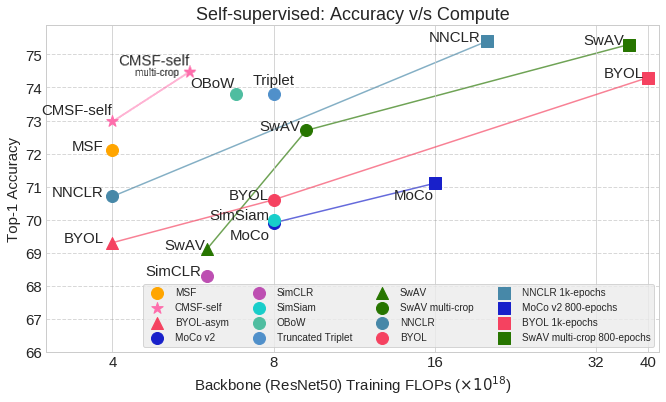 Self-supervised: Accuracy v/s Compute
NNCLR
SwAV
75
CMSF-self
multi-crop
BYOL
74
OBoW
Triplet
CMSF-self
73
SwAV
MSF
72
71
NNCLR
BYOL
MoCo
70
SimSiam
BYOL
MoCo
69
SwAV
SimCLR
68
67
66
Top-1 Accuracy
MSF
CMSF-self
BYOL-asym
MoCo v2
SimCLR
SimSiam
OBoW
Truncated Triplet
SwAV
SwAV multi-crop
NNCLR
BYOL
NNCLR 1k-epochs
MoCo v2 800-epochs
BYOL 1k-epochs
SwAV multi-crop 800-epochs
4 8 16 32 40
Backbone (ResNet50) Training FLOPs (×10¹⁸)